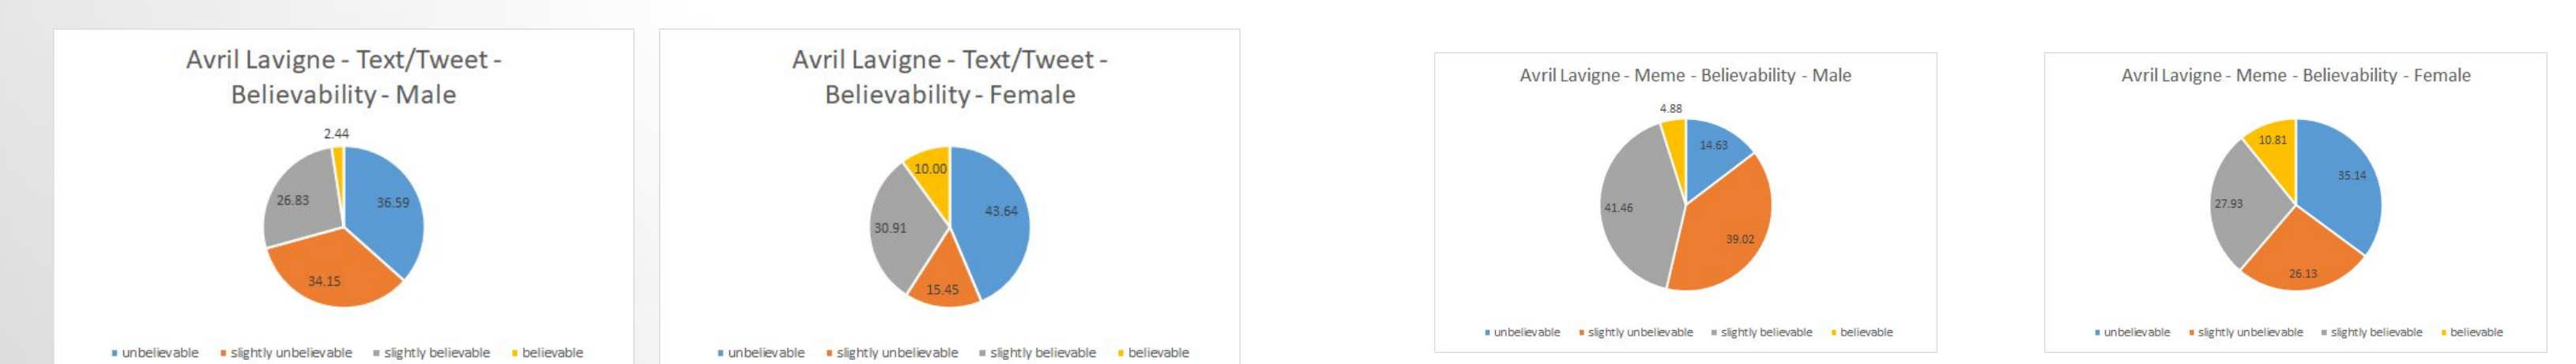 Avril Lavigne - Text/Tweet -
Believability - Male
2.44
26.83
36.59
34.15
unbelievable slightly unbelievable slightly believable believable
Avril Lavigne - Text/Tweet -
Believability - Female
10.00
43.64
30.91
15.45
unbelievable slightly unbelievable slightly believable believable
Avril Lavigne - Meme - Believability - Male
4.88
14.63
41.46
39.02
unbelievable slightly unbelievable slightly believable believable
Avril Lavigne - Meme - Believability - Female
10.81
35.14
27.93
26.13
unbelievable slightly unbelievable slightly believable believable